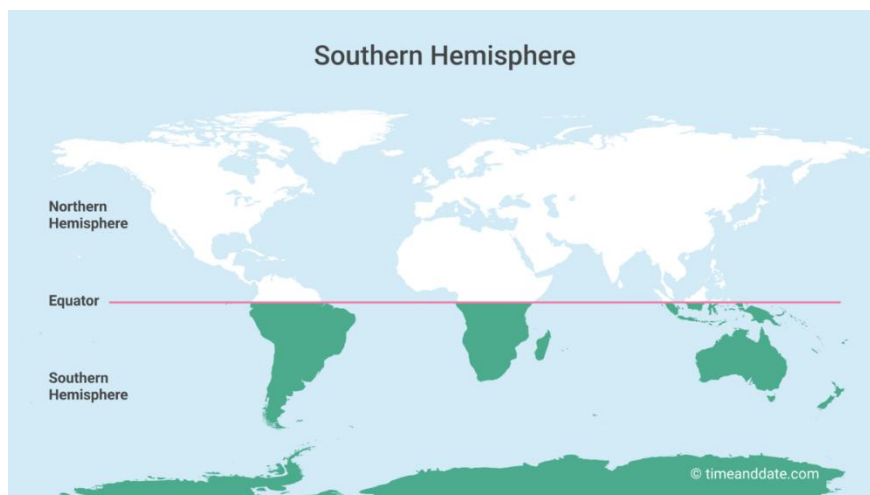 Southern Hemisphere
Northern
Hemisphere
Equator
Southern
Hemisphere
© timeanddate.com